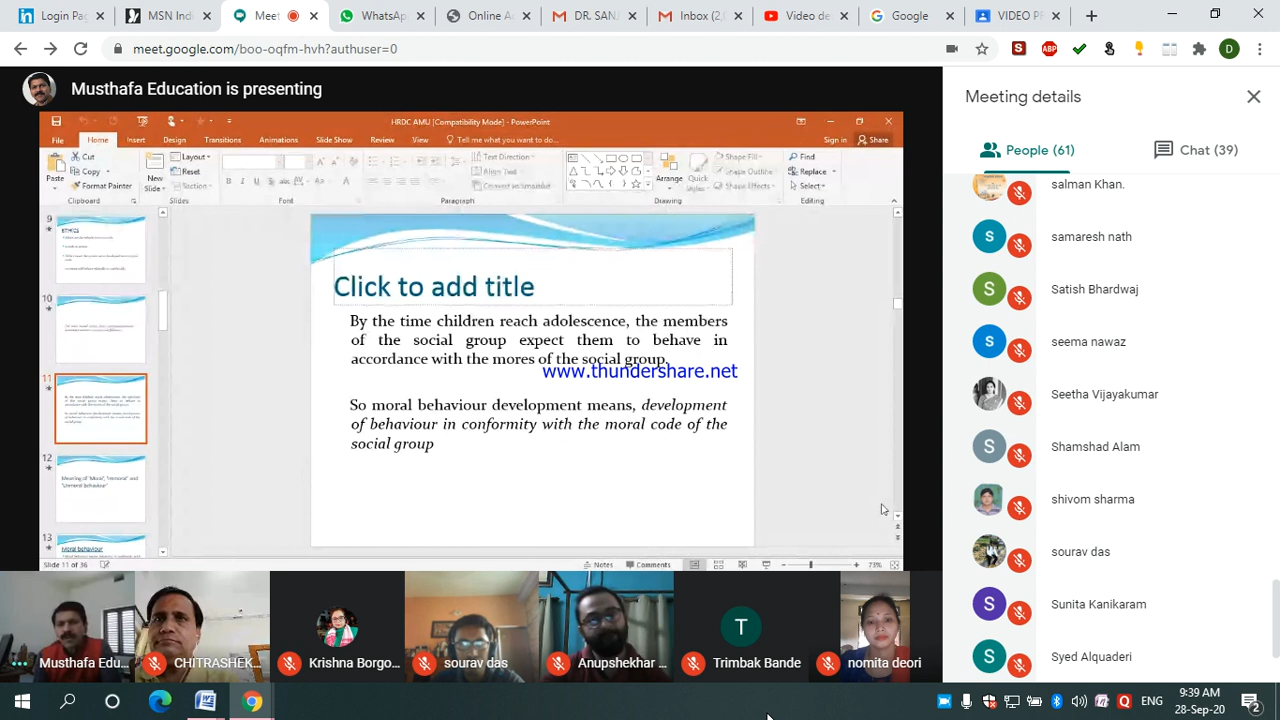 Login Pag
MSN Indi
Meet
WhatsAp
Online A
DR. SANJ
Inbox (2
Video de
Google
VIDEO PR
meet.google.com/boo-oqfm-hvh?authuser=0
ABP
D
Musthafa Education is presenting
HRDC AMU [Compatibility Mode] - PowerPoint
File Home Insert Design Transitions Animations Slide Show Review View Tell me what you want to do... Sign in Share
Paste
Cut
Copy
Format Painter
Clipboard
New Slide
Layout
Reset
Section
Slides
Font
Text Direction
Align Text
Convert to SmartArt
Paragraph
Arrange
Quick Styles
Shape Fill
Shape Outline
Shape Effects
Drawing
Find
Replace
Select
Editing
9
ETHICS
10
11
12
Meaning of 'Moral', 'Immoral' and
'Unmoral Behaviour'
13
Moral behaviour
Click to add title
By the time children reach adolescence, the members
of the social group expect them to behave in
accordance with the mores of the social group.
www.thundershare.net
So moral behaviour development means, development
of behaviour in conformity with the moral code of the
social group
Slide 11 of 36
Notes
Comments
73%
Musthafa Edu...
CHITRASHEK...
Krishna Borgo...
sourav das
Anupshekhar ...
T
Trimbak Bande
nomita deori
Meeting details
People (61)
Chat (39)
salman Khan.
s
samaresh nath
S
Satish Bhardwaj
s
seema nawaz
Seetha Vijayakumar
S
Shamshad Alam
shivom sharma
sourav das
S
Sunita Kanikaram
S
Syed Alquaderi
ENG
9:39 AM
28-Sep-20
2